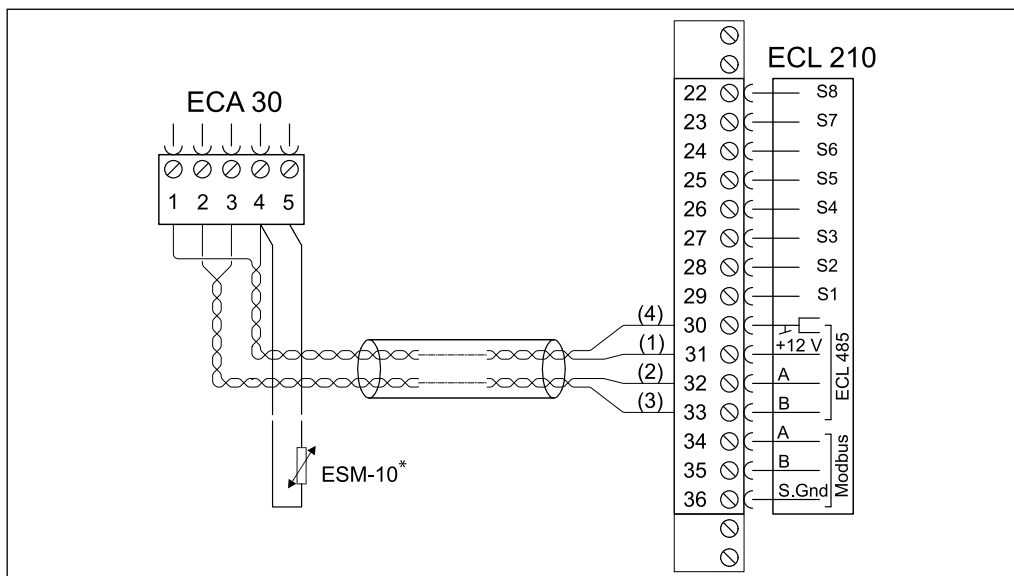 ECA 30
1 2 3 4 5
ESM-10*
(4)
(1)
(2)
(3)
ECL 210
22 S8
23 S7
24 S6
25 S5
26 S4
27 S3
28 S2
29 S1
30
31 +12 V
32 A
33 B
ECL 485
34 A
35 B
36 S.Gnd
Modbus